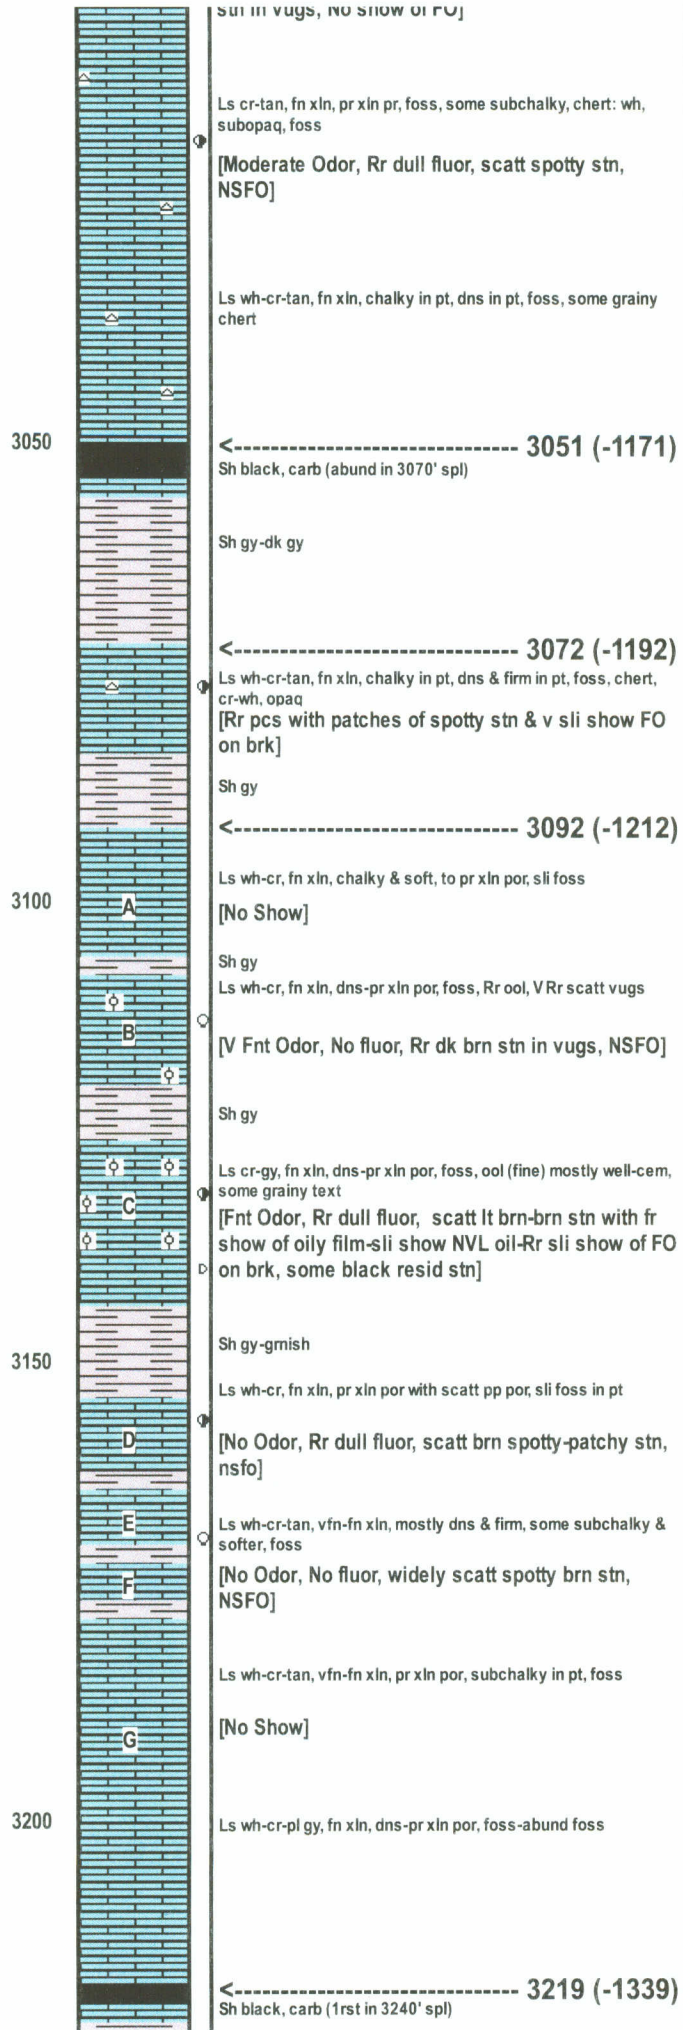 stn in vugs, No show of FO]
Ls cr-tan, fn xln, pr xln pr, foss, some subchalky, chert: wh,
subopaq, foss
[Moderate Odor, Rr dull fluor, scatt spotty stn,
NSFO]
Ls wh-cr-tan, fn xln, chalky in pt, dns in pt, foss, some grainy
chert
3050
<------------------------------ 3051 (-1171)
Sh black, carb (abund in 3070' spl)
Sh gy-dk gy
<------------------------------ 3072 (-1192)
Ls wh-cr-tan, fn xln, chalky in pt, dns & firm in pt, foss, chert,
cr-wh, opaq
[Rr pcs with patches of spotty stn & v sli show FO
on brk]
Sh gy
<------------------------------ 3092 (-1212)
Ls wh-cr, fn xln, chalky & soft, to pr xln por, sli foss
3100
A
[No Show]
Sh gy
Ls wh-cr, fn xln, dns-pr xln por, foss, Rr ool, V Rr scatt vugs
B
[V Fnt Odor, No fluor, Rr dk brn stn in vugs, NSFO]
Sh gy
Ls cr-gy, fn xln, dns-pr xln por, foss, ool (fine) mostly well-cem,
some grainy text
C
[Fnt Odor, Rr dull fluor, scatt lt brn-brn stn with fr
show of oily film-sli show NVL oil-Rr sli show of FO
on brk, some black resid stn]
Sh gy-grnish
3150
Ls wh-cr, fn xln, pr xln por with scatt pp por, sli foss in pt
D
[No Odor, Rr dull fluor, scatt brn spotty-patchy stn,
nsfo]
E
Ls wh-cr-tan, vfn-fn xln, mostly dns & firm, some subchalky &
softer, foss
F
[No Odor, No fluor, widely scatt spotty brn stn,
NSFO]
Ls wh-cr-tan, vfn-fn xln, pr xln por, subchalky in pt, foss
G
[No Show]
3200
Ls wh-cr-pl gy, fn xln, dns-pr xln por, foss-abund foss
<------------------------------ 3219 (-1339)
Sh black, carb (1rst in 3240' spl)